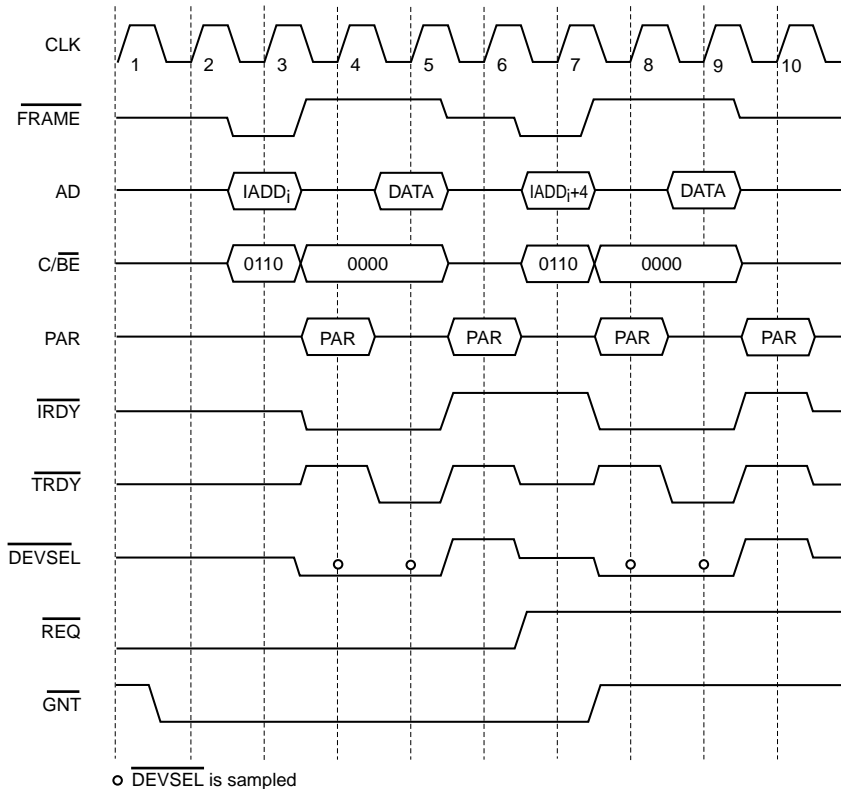 CLK
1 2 3 4 5 6 7 8 9 10
FRAME
AD IADDi DATA IADDi+4 DATA
C/BE 0110 0000 0110 0000
PAR PAR PAR PAR PAR
IRDY
TRDY
DEVSEL
REQ
GNT
DEVSEL is sampled